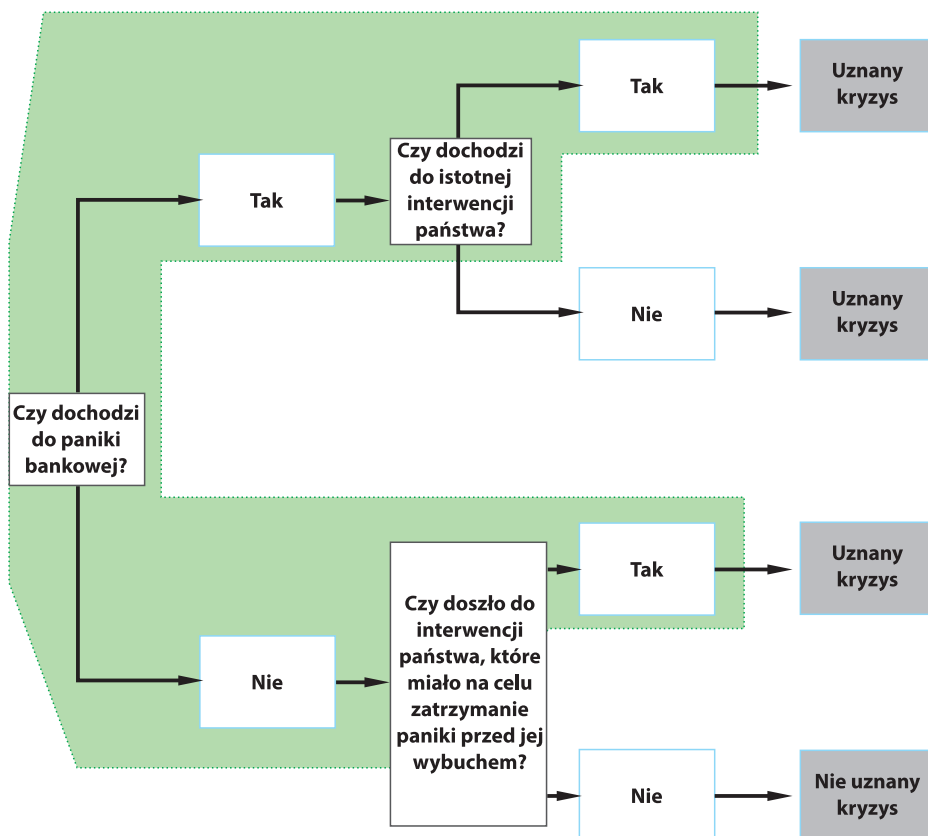 Tak
Uznany
kryzys
Czy dochodzi
do istotnej
interwencji
państwa?
Tak
Nie
Uznany
kryzys
Czy dochodzi
do paniki
bankowej?
Tak
Uznany
kryzys
Czy doszło do
interwencji
państwa, które
miało na celu
zatrzymanie
paniki przed jej
wybuchem?
Nie
Nie
Nie uznany
kryzys